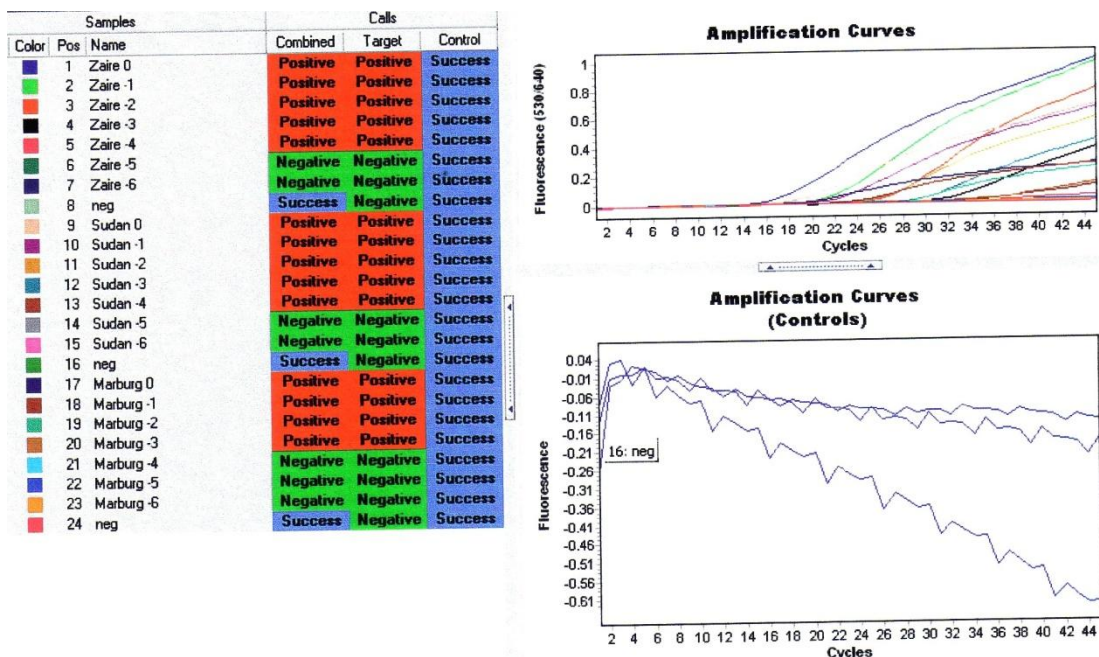 Samples Calls
Color Pos Name Combined Target Control
1 Zaire 0 Positive Positive Success
2 Zaire -1 Positive Positive Success
3 Zaire -2 Positive Positive Success
4 Zaire -3 Positive Positive Success
5 Zaire -4 Positive Positive Success
6 Zaire -5 Negative Negative Success
7 Zaire -6 Negative Negative Success
8 neg Success Negative Success
9 Sudan 0 Positive Positive Success
10 Sudan -1 Positive Positive Success
11 Sudan -2 Positive Positive Success
12 Sudan -3 Positive Positive Success
13 Sudan -4 Positive Positive Success
14 Sudan -5 Negative Negative Success
15 Sudan -6 Negative Negative Success
16 neg Success Negative Success
17 Marburg 0 Positive Positive Success
18 Marburg -1 Positive Positive Success
19 Marburg -2 Positive Positive Success
20 Marburg -3 Positive Positive Success
21 Marburg -4 Negative Negative Success
22 Marburg -5 Negative Negative Success
23 Marburg -6 Negative Negative Success
24 neg Success Negative Success
Amplification Curves
Fluorescence (530/640)
1
0.8
0.6
0.4
0.2
0
2 4 6 8 10 12 14 16 18 20 22 24 26 28 30 32 34 36 38 40 42 44
Cycles
Amplification Curves
(Controls)
Fluorescence
0.04
-0.01
-0.06
-0.11
-0.16
-0.21
-0.26
-0.31
-0.36
-0.41
-0.46
-0.51
-0.56
-0.61
16: neg
2 4 6 8 10 12 14 16 18 20 22 24 26 28 30 32 34 36 38 40 42 44
Cycles